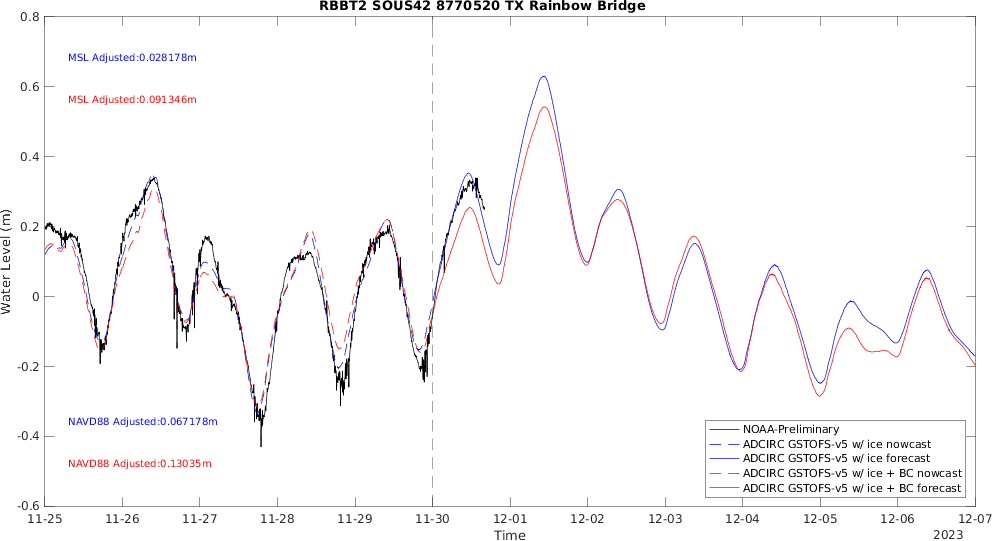 RBBT2 SOUS42 8770520 TX Rainbow Bridge
0.8
0.6
0.4
0.2
0
-0.2
-0.4
-0.6
Water Level (m)
MSL Adjusted:0.028178m
MSL Adjusted:0.091346m
NAVD88 Adjusted:0.067178m
NAVD88 Adjusted:0.13035m
NOAA-Preliminary
ADCIRC GSTOFS-v5 w/ ice nowcast
ADCIRC GSTOFS-v5 w/ ice forecast
ADCIRC GSTOFS-v5 w/ ice + BC nowcast
ADCIRC GSTOFS-v5 w/ ice + BC forecast
11-25 11-26 11-27 11-28 11-29 11-30 12-01 12-02 12-03 12-04 12-05 12-06 12-07
Time
2023